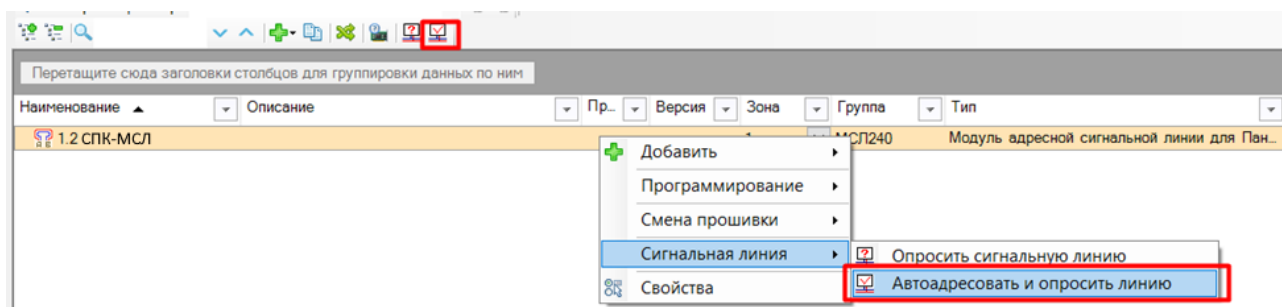 Перетащите сюда заголовки столбцов для группировки данных по ним
Наименование Описание Пр... Версия Зона Группа Тип
1.2 СПК-МСЛ МСЛ240 Модуль адресной сигнальной линии для Пан...
Добавить
Программирование
Смена прошивки
Сигнальная линия Опросить сигнальную линию
Свойства Автоадресовать и опросить линию